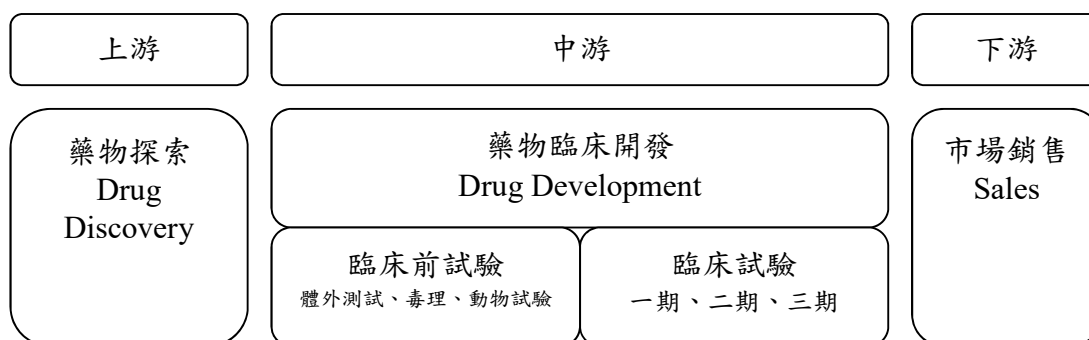 上游
中游
下游
藥物探索
Drug
Discovery
藥物臨床開發
Drug Development
臨床前試驗
體外測試、毒理、動物試驗
臨床試驗
一期、二期、三期
市場銷售
Sales